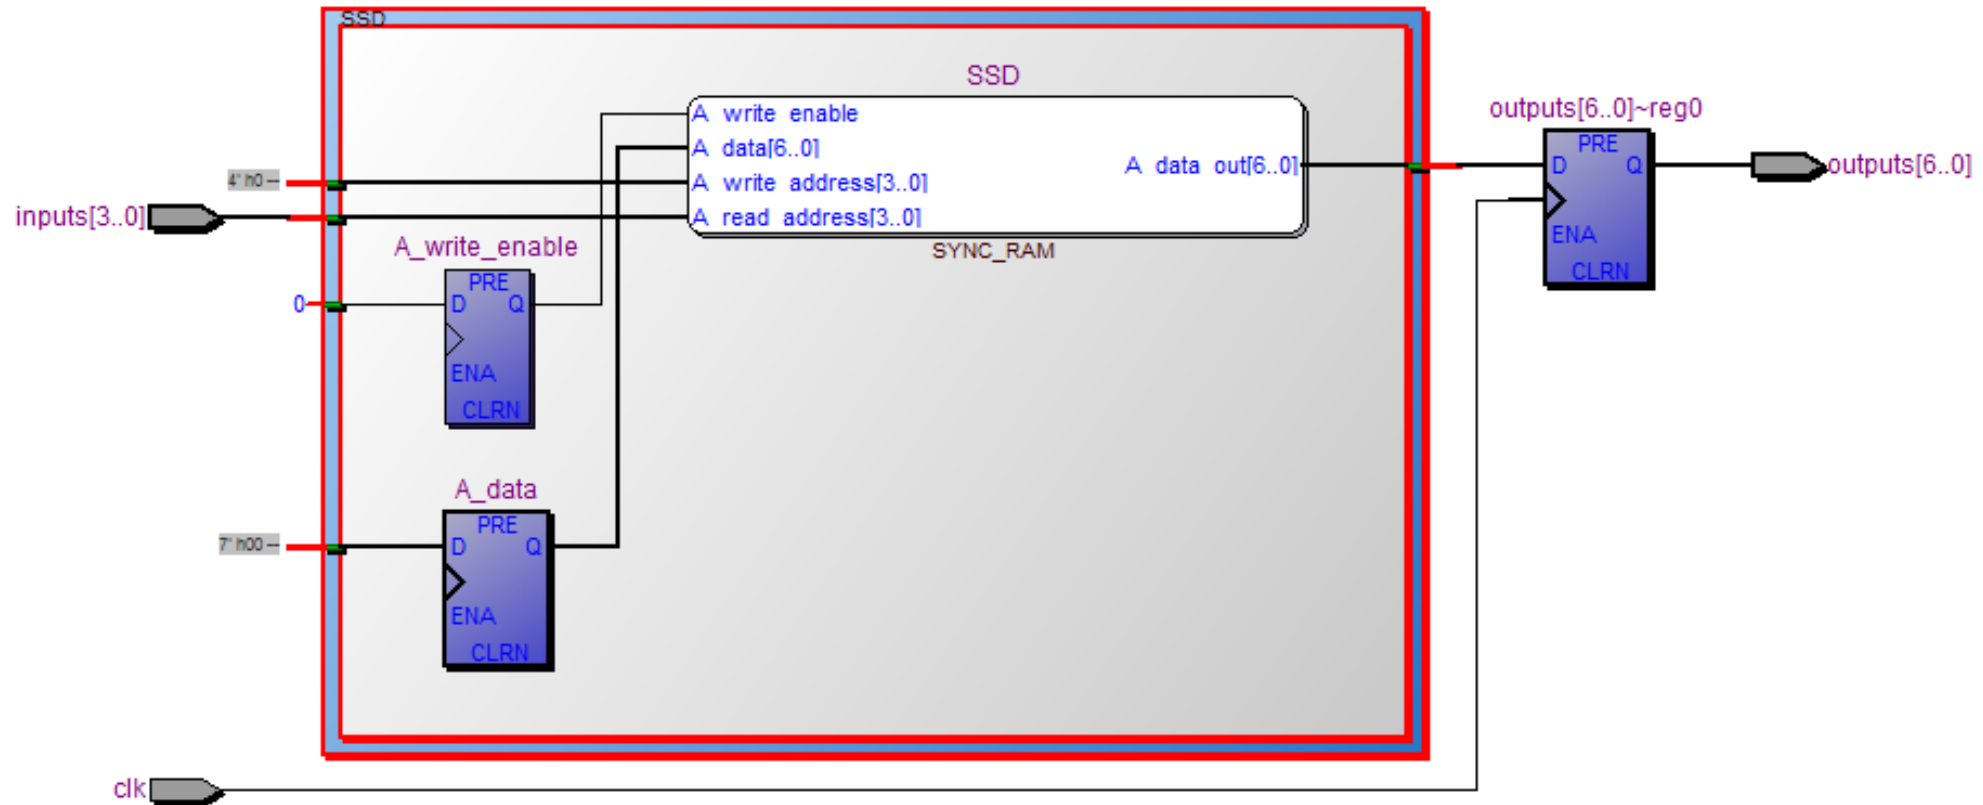 SSD
SSD
A write enable
A data[6..0]
A write address[3..0]
A read address[3..0]
A data out[6..0]
SYNC_RAM
4' h0 --
inputs[3..0]
A_write_enable
PRE
D Q
ENA
CLRN
0
A_data
PRE
D Q
ENA
CLRN
7' h00 --
outputs[6..0]~reg0
PRE
D Q
ENA
CLRN
outputs[6..0]
clk